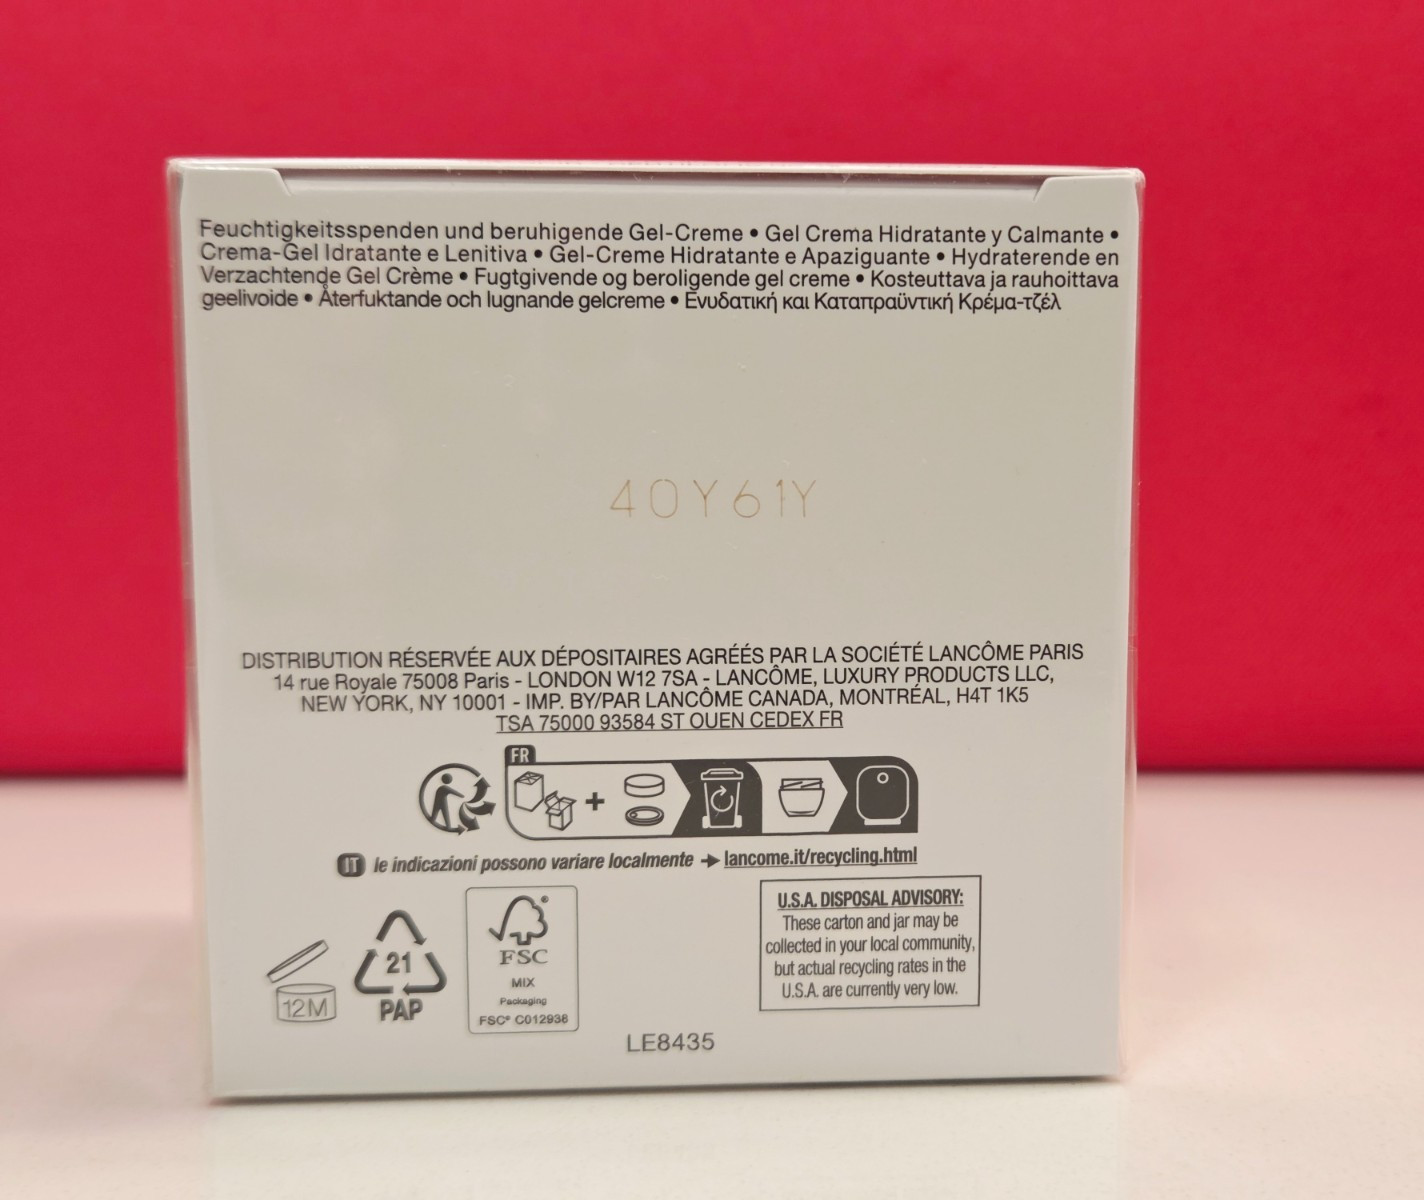 Feuchtigkeitsspenden und beruhigende Gel-Creme • Gel Crema Hidratante y Calmante •
Crema-Gel Idratante e Lenitiva • Gel-Creme Hidratante e Apaziguante • Hydraterende en
Verzachtende Gel Crème • Fugtgivende og beroligende gel creme • Kosteuttava ja rauhoittava
geelivoide • Återfuktande och lugnande gelcreme • Ενυδατική και Καταπραϋντική Κρέμα-τζέλ
40Y61Y
DISTRIBUTION RÉSERVÉE AUX DÉPOSITAIRES AGRÉÉS PAR LA SOCIÉTÉ LANCÔME PARIS
14 rue Royale 75008 Paris - LONDON W12 7SA - LANCÔME, LUXURY PRODUCTS LLC,
NEW YORK, NY 10001 - IMP. BY/PAR LANCÔME CANADA, MONTRÉAL, H4T 1K5
TSA 75000 93584 ST OUEN CEDEX FR
FR
+
IT le indicazioni possono variare localmente → lancome.it/recycling.html
12M
21
PAP
FSC
MIX
Packaging
FSC® C012938
U.S.A. DISPOSAL ADVISORY:
These carton and jar may be
collected in your local community,
but actual recycling rates in the
U.S.A. are currently very low.
LE8435